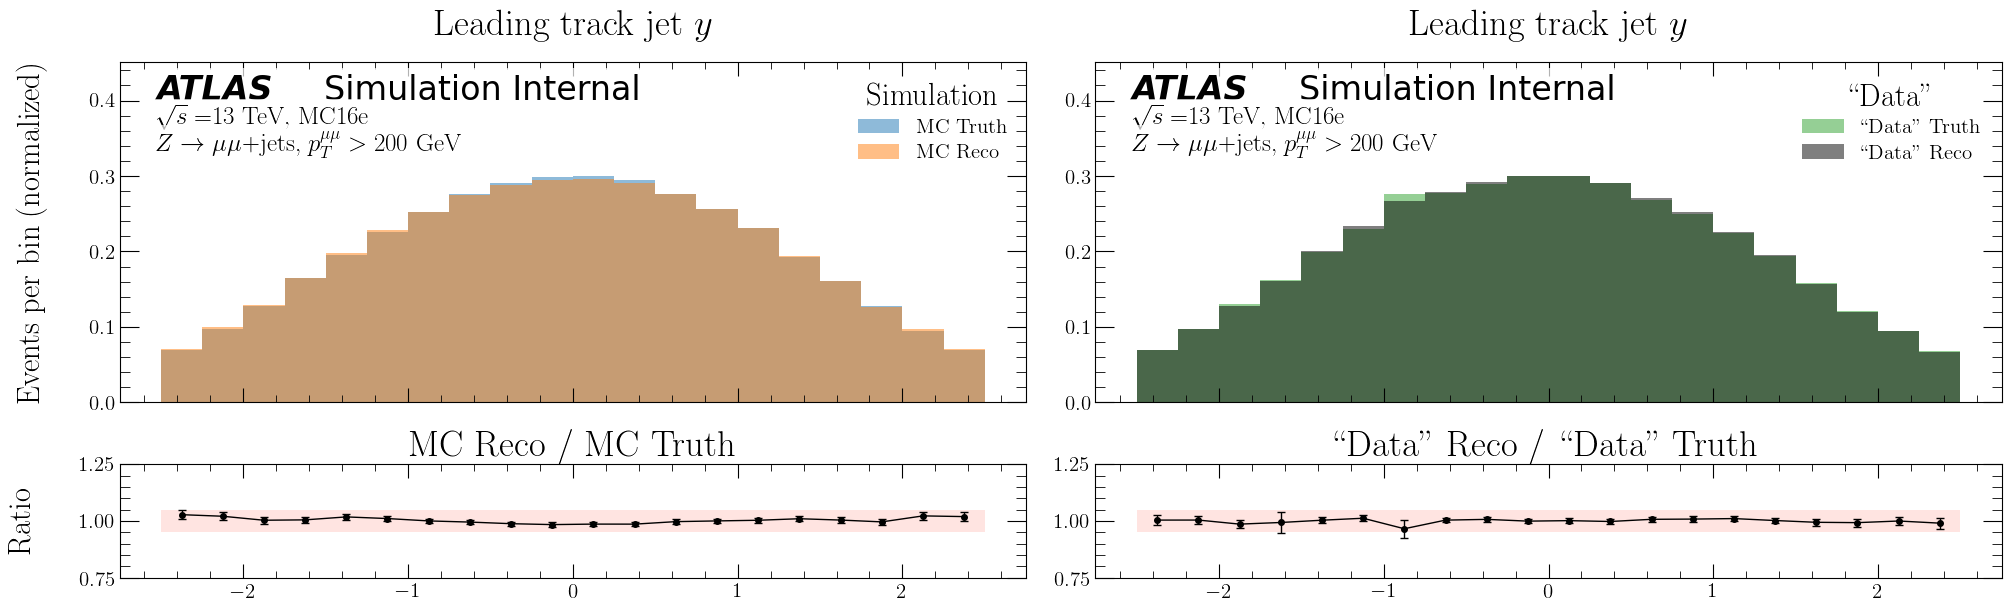 Leading track jet y
Events per bin (normalized)
ATLAS Simulation Internal
√s =13 TeV, MC16e
Z → μμ+jets, p_T^{μμ} > 200 GeV
Simulation
MC Truth
MC Reco
0.4
0.3
0.2
0.1
0.0
MC Reco / MC Truth
Ratio
1.25
1.00
0.75
−2 −1 0 1 2
Leading track jet y
ATLAS Simulation Internal
√s =13 TeV, MC16e
Z → μμ+jets, p_T^{μμ} > 200 GeV
“Data”
“Data” Truth
“Data” Reco
0.4
0.3
0.2
0.1
0.0
“Data” Reco / “Data” Truth
1.25
1.00
0.75
−2 −1 0 1 2